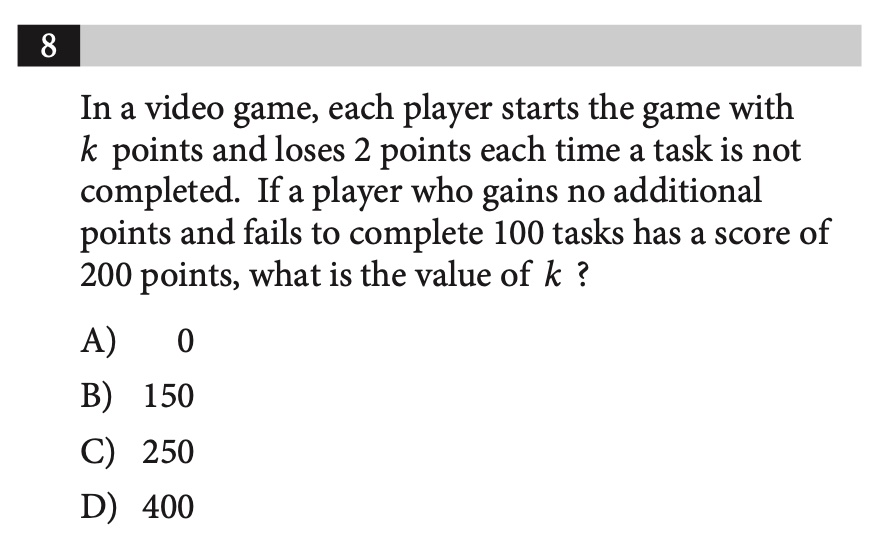 8
In a video game, each player starts the game with
k points and loses 2 points each time a task is not
completed. If a player who gains no additional
points and fails to complete 100 tasks has a score of
200 points, what is the value of k ?
A) 0
B) 150
C) 250
D) 400